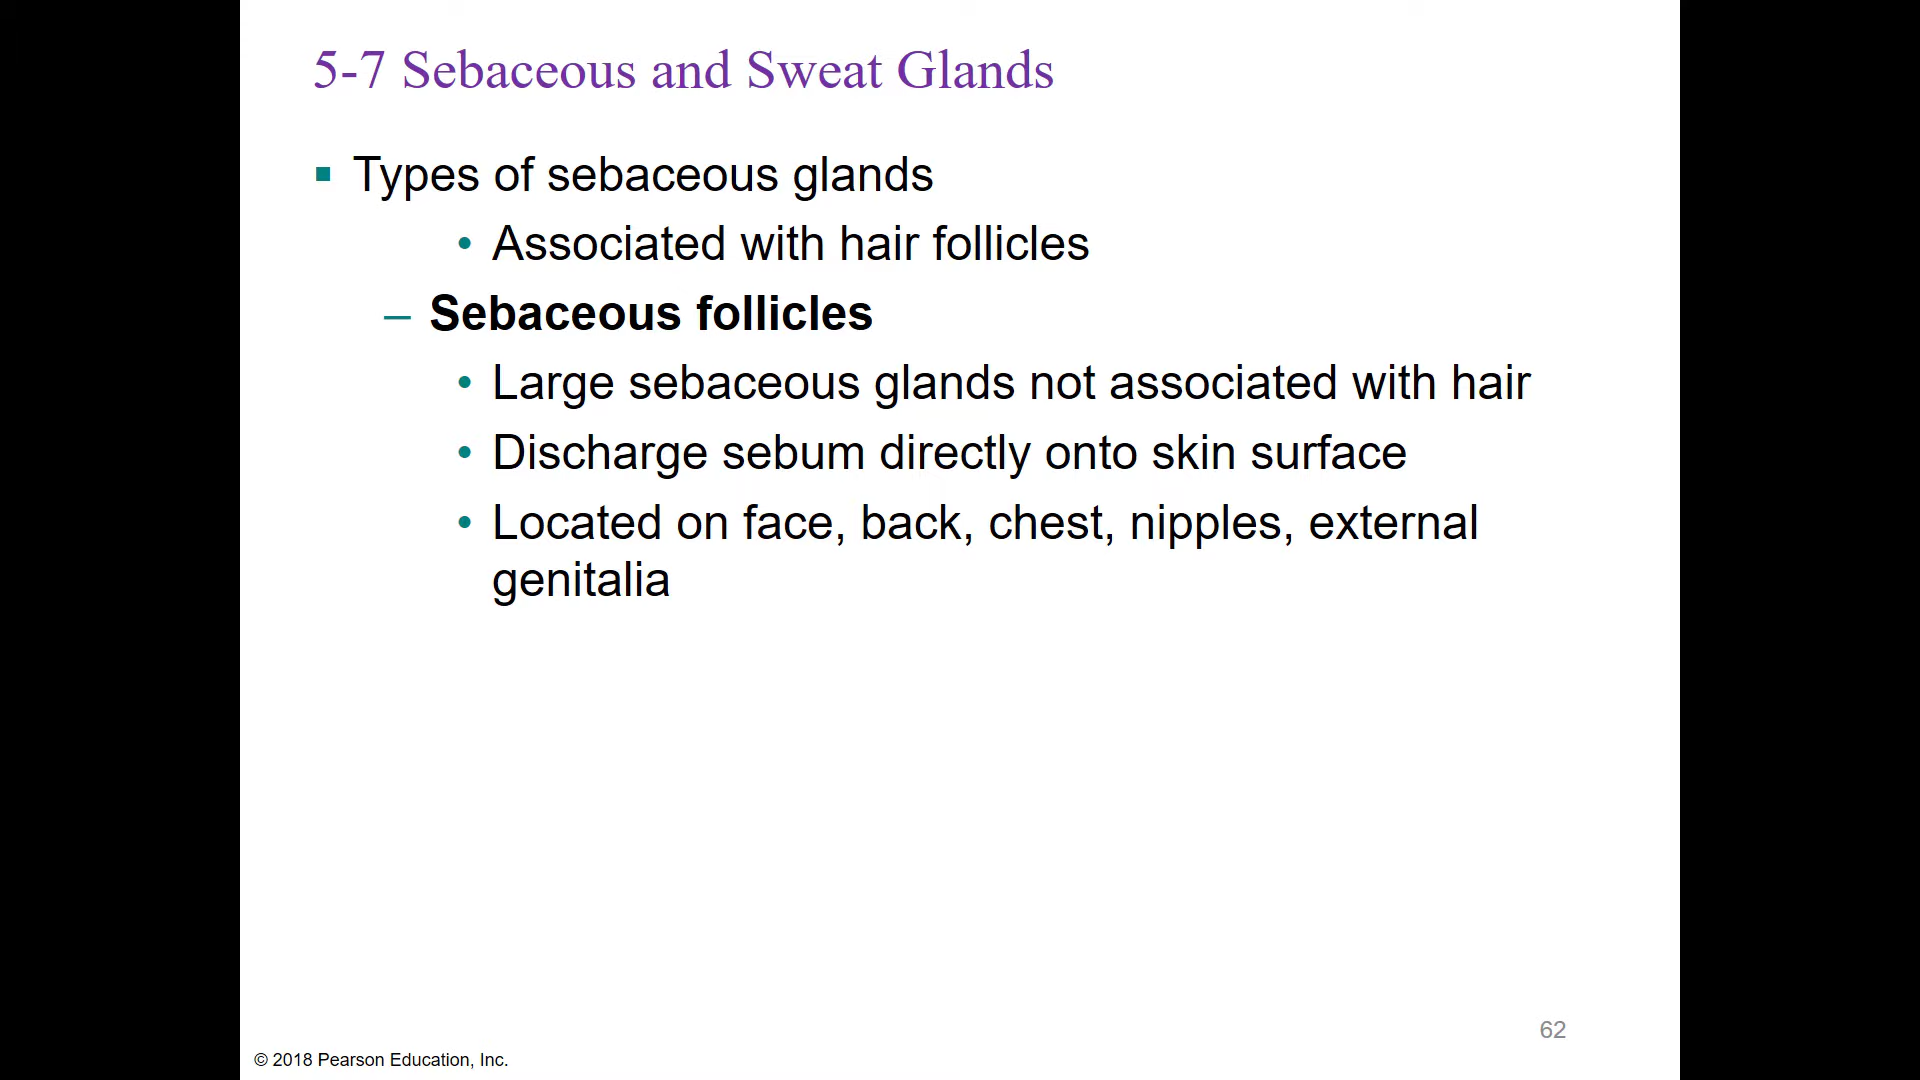 5-7 Sebaceous and Sweat Glands
▪ Types of sebaceous glands
• Associated with hair follicles
– Sebaceous follicles
• Large sebaceous glands not associated with hair
• Discharge sebum directly onto skin surface
• Located on face, back, chest, nipples, external
genitalia
62
© 2018 Pearson Education, Inc.